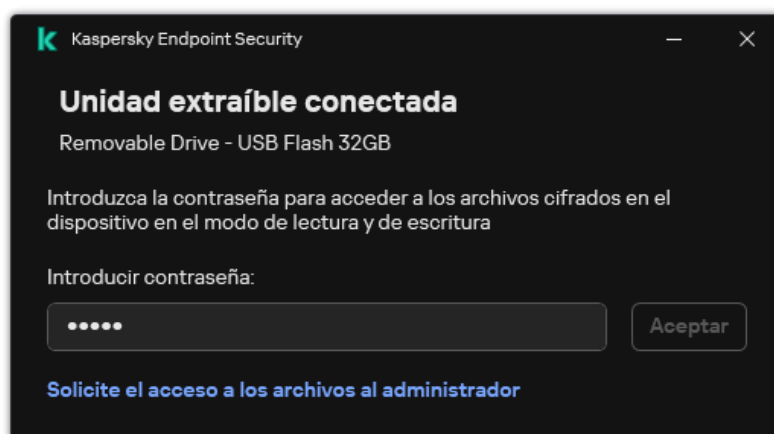 Kaspersky Endpoint Security
Unidad extraíble conectada
Removable Drive - USB Flash 32GB
Introduzca la contraseña para acceder a los archivos cifrados en el
dispositivo en el modo de lectura y de escritura
Introducir contraseña:
•••••
Aceptar
Solicite el acceso a los archivos al administrador